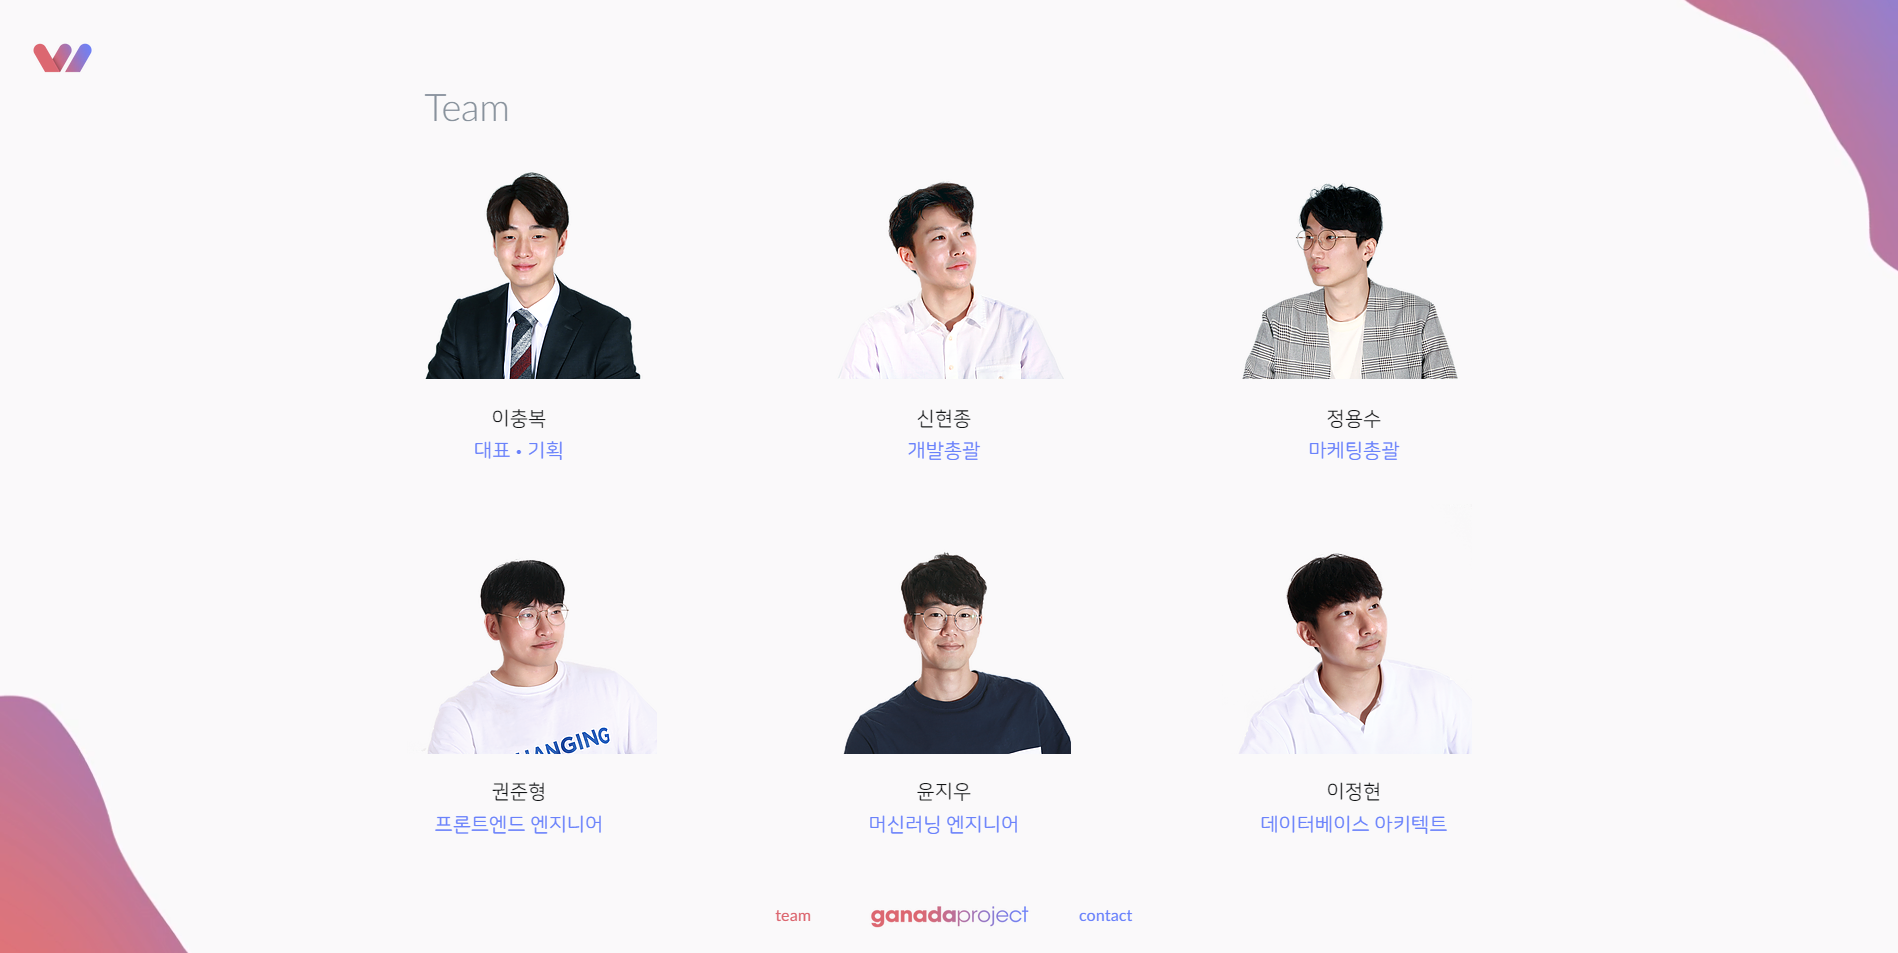 Team
이충복
대표 • 기획
신현종
개발총괄
정용수
마케팅총괄
HANGING
권준형
프론트엔드 엔지니어
윤지우
머신러닝 엔지니어
이정현
데이터베이스 아키텍트
team
ganadaproject
contact